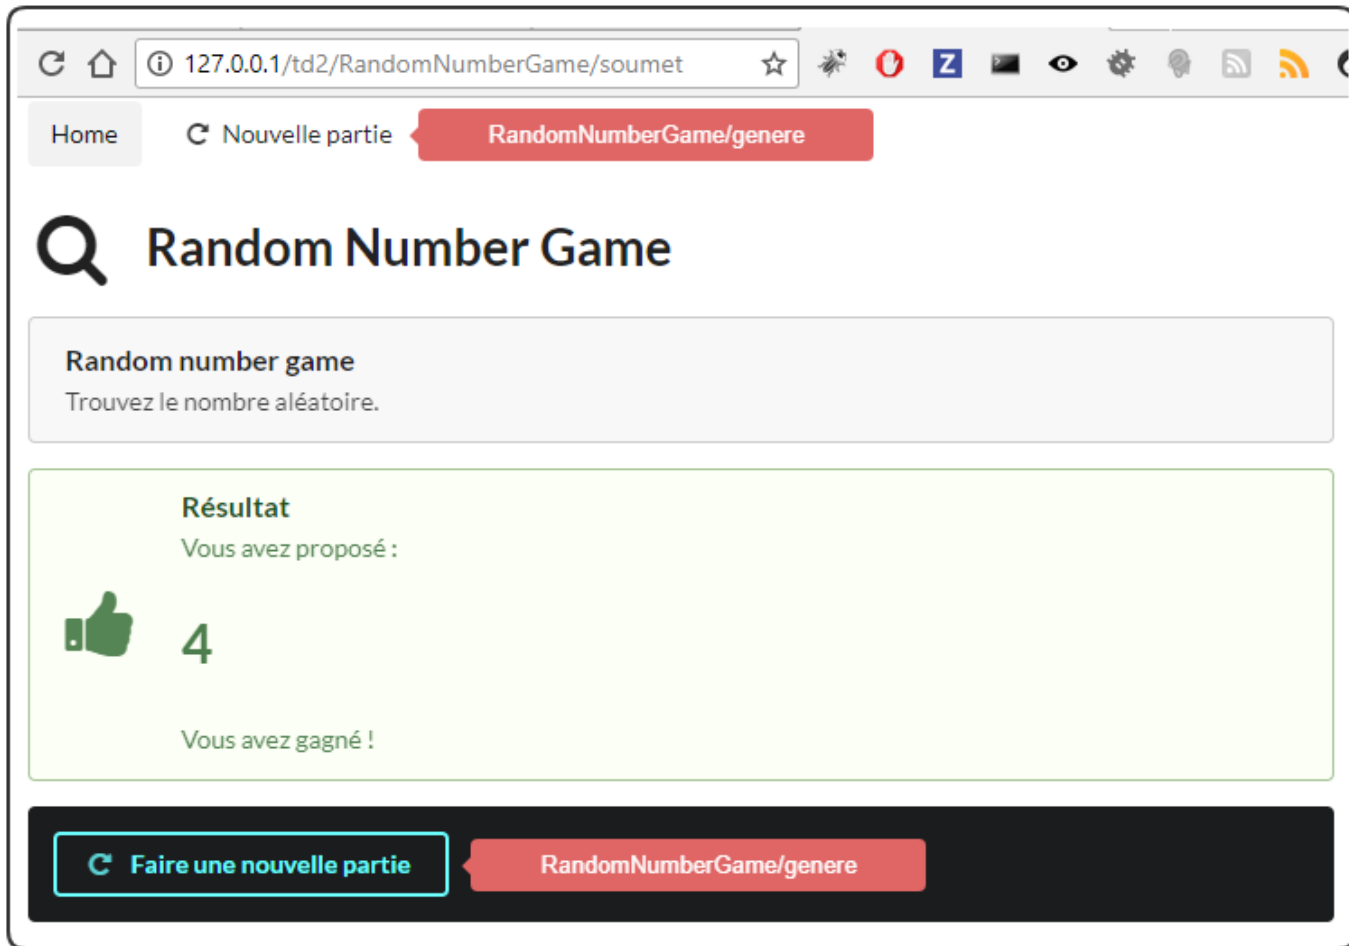 127.0.0.1/td2/RandomNumberGame/soumet
Z
Home Nouvelle partie RandomNumberGame/genere
Random Number Game
Random number game
Trouvez le nombre aléatoire.
Résultat
Vous avez proposé :
4
Vous avez gagné !
Faire une nouvelle partie RandomNumberGame/genere